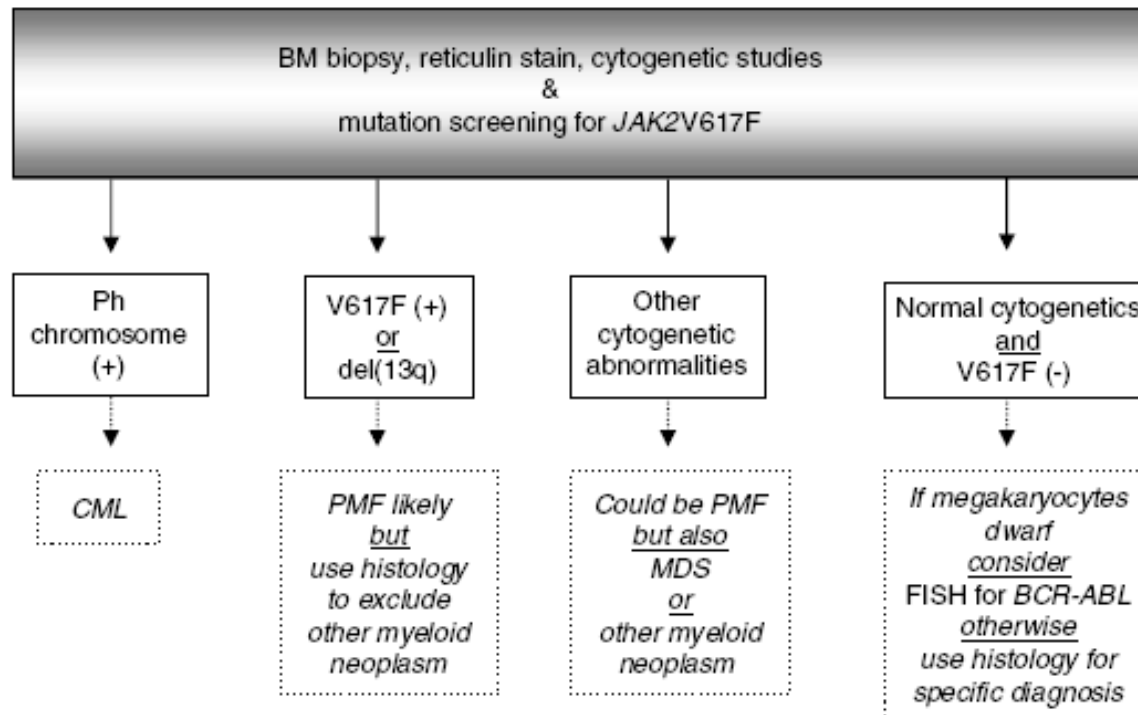 BM biopsy, reticulin stain, cytogenetic studies
&
mutation screening for JAK2V617F
Ph
chromosome
(+)
V617F (+)
or
del(13q)
Other
cytogenetic
abnormalities
Normal cytogenetics
and
V617F (-)
CML
PMF likely
but
use histology
to exclude
other myeloid
neoplasm
Could be PMF
but also
MDS
or
other myeloid
neoplasm
If megakaryocytes
dwarf
consider
FISH for BCR-ABL
otherwise
use histology for
specific diagnosis